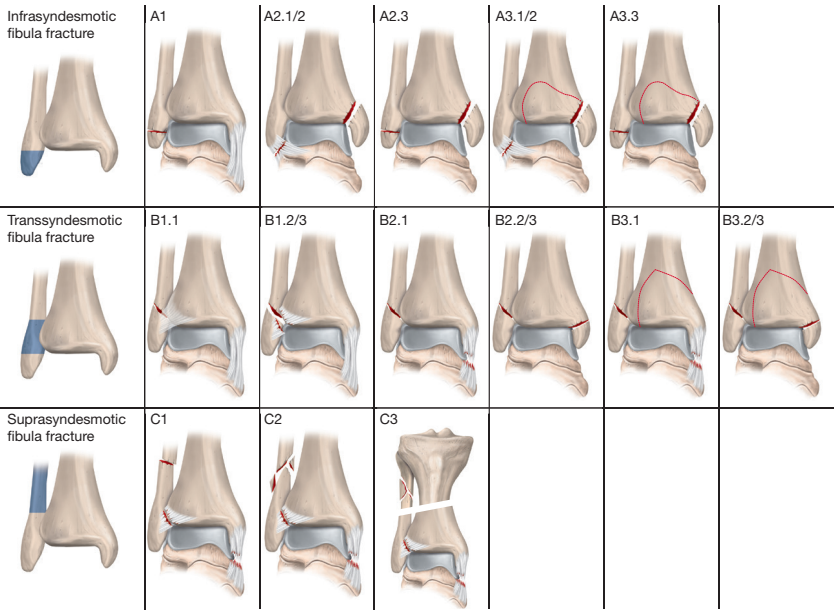 Infrasyndesmotic
fibula fracture
A1
A2.1/2
A2.3
A3.1/2
A3.3
Transsyndesmotic
fibula fracture
B1.1
B1.2/3
B2.1
B2.2/3
B3.1
B3.2/3
Suprasyndesmotic
fibula fracture
C1
C2
C3